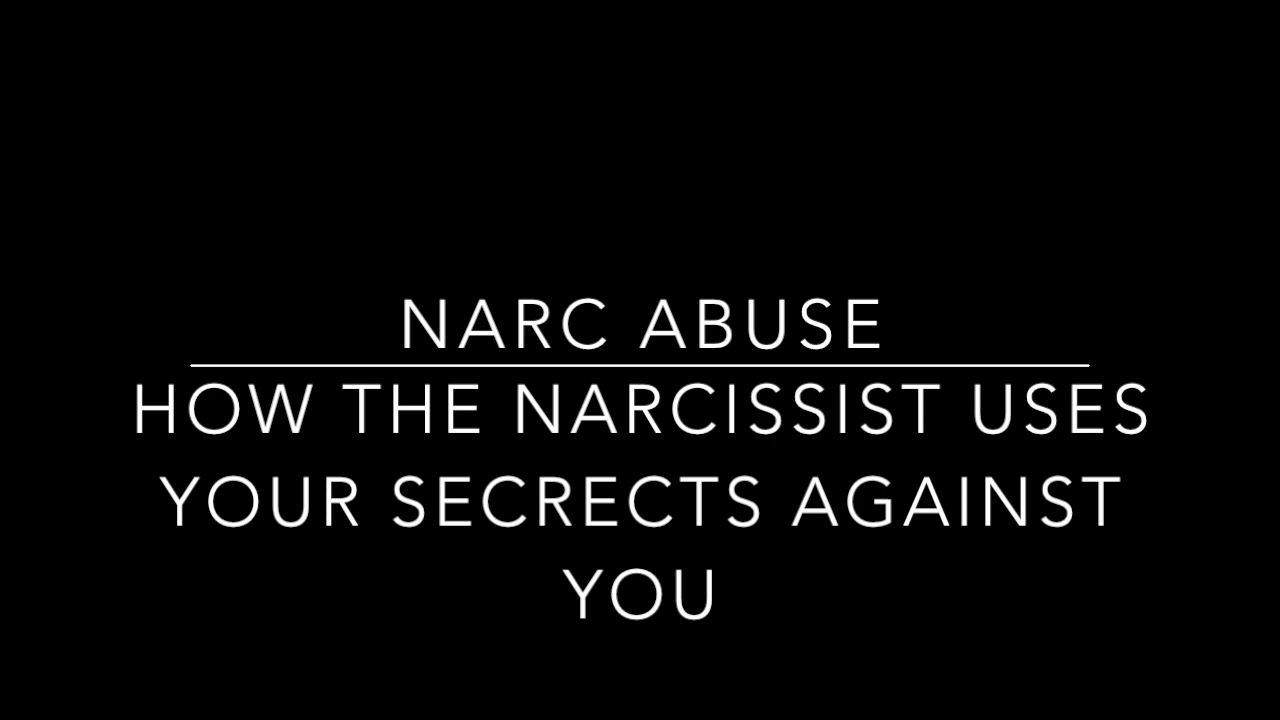 NARC ABUSE
HOW THE NARCISSIST USES
YOUR SECRECTS AGAINST
YOU